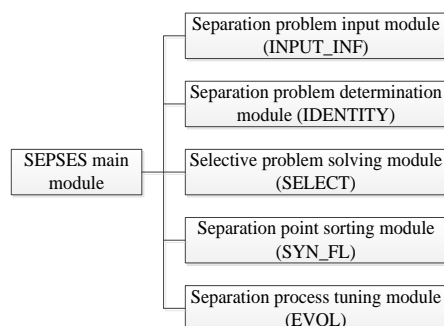 Separation problem input module
(INPUT_INF)
Separation problem determination
module (IDENTITY)
SEPSES main
module
Selective problem solving module
(SELECT)
Separation point sorting module
(SYN_FL)
Separation process tuning module
(EVOL)